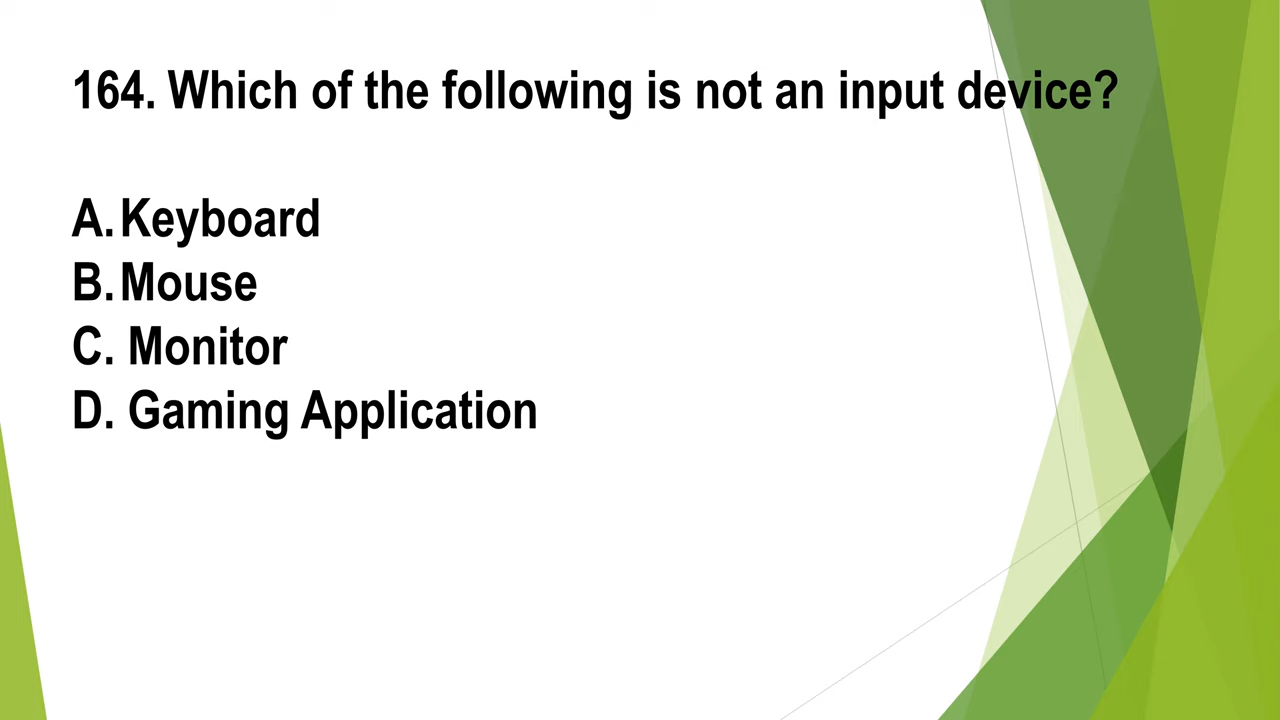 164. Which of the following is not an input device?
A. Keyboard
B. Mouse
C. Monitor
D. Gaming Application